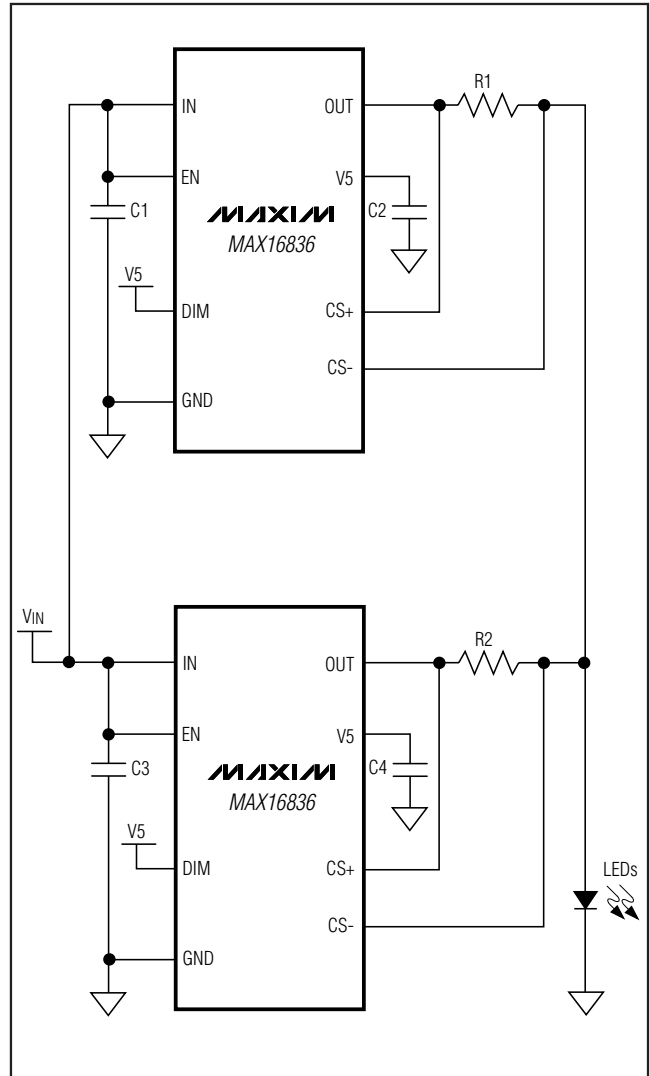 IN
OUT
R1
EN
V5
C1
MAXIM
C2
MAX16836
V5
DIM
CS+
CS-
GND
VIN
IN
OUT
R2
EN
V5
C3
MAXIM
C4
MAX16836
V5
DIM
CS+
LEDs
CS-
GND